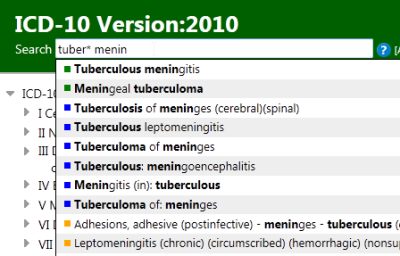 ICD-10 Version:2010
Search tuber* menin ?
Tuberculous meningitis
Meningeal tuberculoma
Tuberculosis of meninges (cerebral)(spinal)
ICD-10
Tuberculous leptomeningitis
I Ce
Tuberculoma of meninges
II N
Tuberculous: meningoencephalitis
III D
Meningitis (in): tuberculous
IV E
Tuberculoma of: meninges
V M
Adhesions, adhesive (postinfective) - meninges - tuberculous (
VI D
Leptomeningitis (chronic) (circumscribed) (hemorrhagic) (nonsup
VII